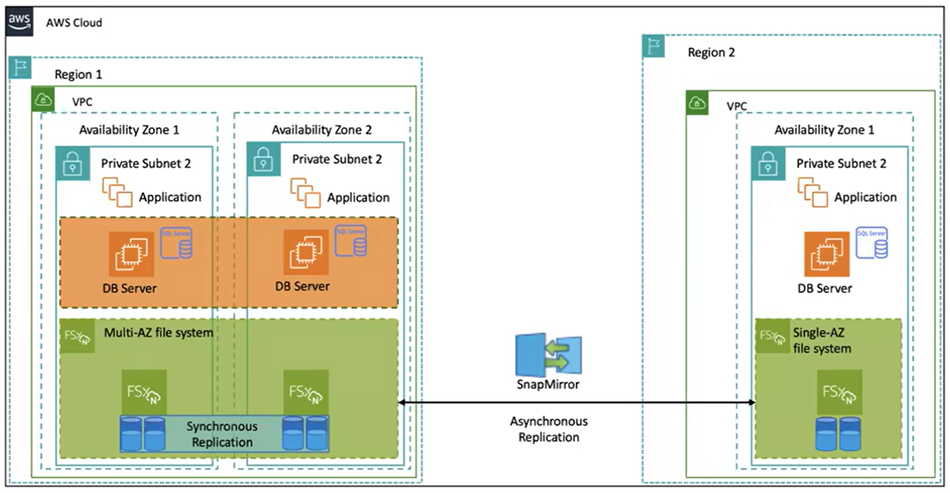 aws
AWS Cloud
Region 1
VPC
Availability Zone 1
Availability Zone 2
Private Subnet 2
Private Subnet 2
Application
Application
SQL Server
SQL Server
DB Server
DB Server
FSx N
Multi-AZ file system
FSx N
FSx N
Synchronous
Replication
SnapMirror
Asynchronous
Replication
Region 2
VPC
Availability Zone 1
Private Subnet 2
Application
SQL Server
DB Server
FSx N
Single-AZ
file system
FSx N